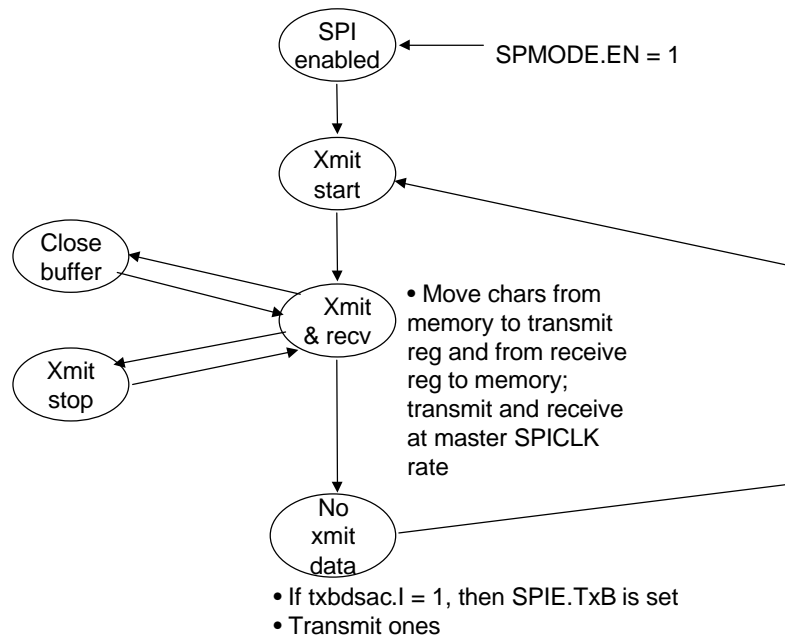 SPI
enabled
SPMODE.EN = 1
Xmit
start
Close
buffer
Xmit
& recv
• Move chars from
memory to transmit
reg and from receive
reg to memory;
transmit and receive
at master SPICLK
rate
Xmit
stop
No
xmit
data
• If txbdsac.I = 1, then SPIE.TxB is set
• Transmit ones